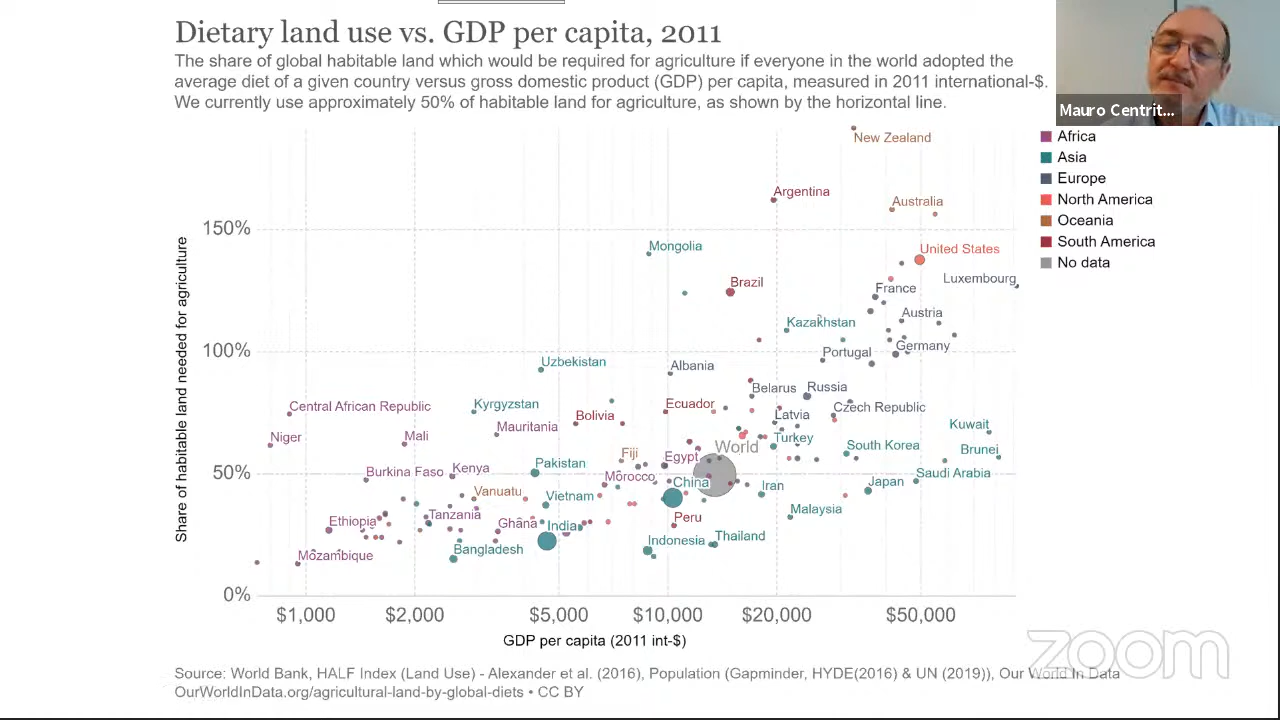 Dietary land use vs. GDP per capita, 2011
The share of global habitable land which would be required for agriculture if everyone in the world adopted the
average diet of a given country versus gross domestic product (GDP) per capita, measured in 2011 international-$.
We currently use approximately 50% of habitable land for agriculture, as shown by the horizontal line.
Mauro Centrit...
Africa
Asia
Europe
North America
Oceania
South America
No data
Share of habitable land needed for agriculture
150%
100%
50%
0%
New Zealand
Argentina
Australia
Mongolia
United States
Brazil
Luxembourg
France
Kazakhstan
Austria
Uzbekistan
Albania
Portugal
Germany
Belarus
Russia
Central African Republic
Kyrgyzstan
Bolivia
Ecuador
Latvia
Czech Republic
Niger
Mali
Mauritania
Turkey
Kuwait
Fiji
Egypt
World
South Korea
Brunei
Burkina Faso
Kenya
Pakistan
Morocco
China
Saudi Arabia
Vanuatu
Vietnam
Iran
Japan
Ethiopia
Tanzania
Ghana
India
Peru
Malaysia
Mozambique
Bangladesh
Indonesia
Thailand
$1,000
$2,000
$5,000
$10,000
$20,000
$50,000
GDP per capita (2011 int-$)
Source: World Bank, HALF Index (Land Use) - Alexander et al. (2016), Population (Gapminder, HYDE(2016) & UN (2019)), Our World In Data
OurWorldInData.org/agricultural-land-by-global-diets • CC BY
zoom